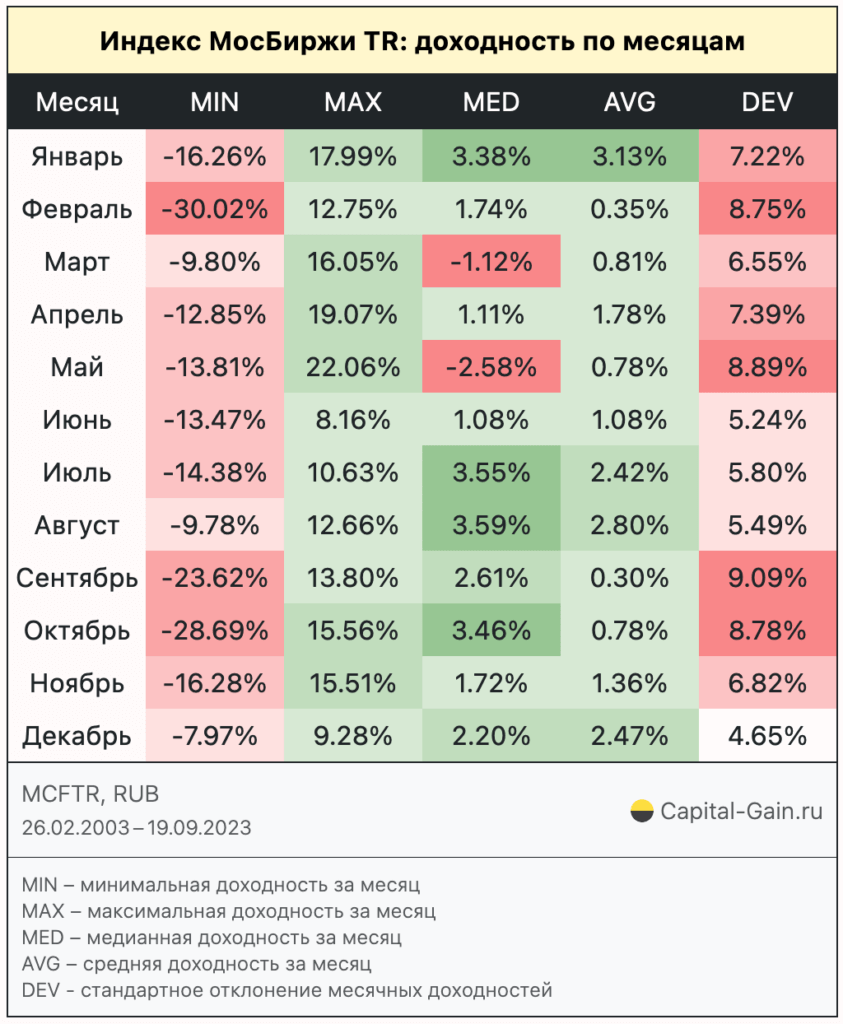 Индекс МосБиржи TR: доходность по месяцам
Месяц MIN MAX MED AVG DEV
Январь -16.26% 17.99% 3.38% 3.13% 7.22%
Февраль -30.02% 12.75% 1.74% 0.35% 8.75%
Март -9.80% 16.05% -1.12% 0.81% 6.55%
Апрель -12.85% 19.07% 1.11% 1.78% 7.39%
Май -13.81% 22.06% -2.58% 0.78% 8.89%
Июнь -13.47% 8.16% 1.08% 1.08% 5.24%
Июль -14.38% 10.63% 3.55% 2.42% 5.80%
Август -9.78% 12.66% 3.59% 2.80% 5.49%
Сентябрь -23.62% 13.80% 2.61% 0.30% 9.09%
Октябрь -28.69% 15.56% 3.46% 0.78% 8.78%
Ноябрь -16.28% 15.51% 1.72% 1.36% 6.82%
Декабрь -7.97% 9.28% 2.20% 2.47% 4.65%
MCFTR, RUB
26.02.2003 – 19.09.2023
Capital-Gain.ru
MIN – минимальная доходность за месяц
MAX – максимальная доходность за месяц
MED – медианная доходность за месяц
AVG – средняя доходность за месяц
DEV - стандартное отклонение месячных доходностей